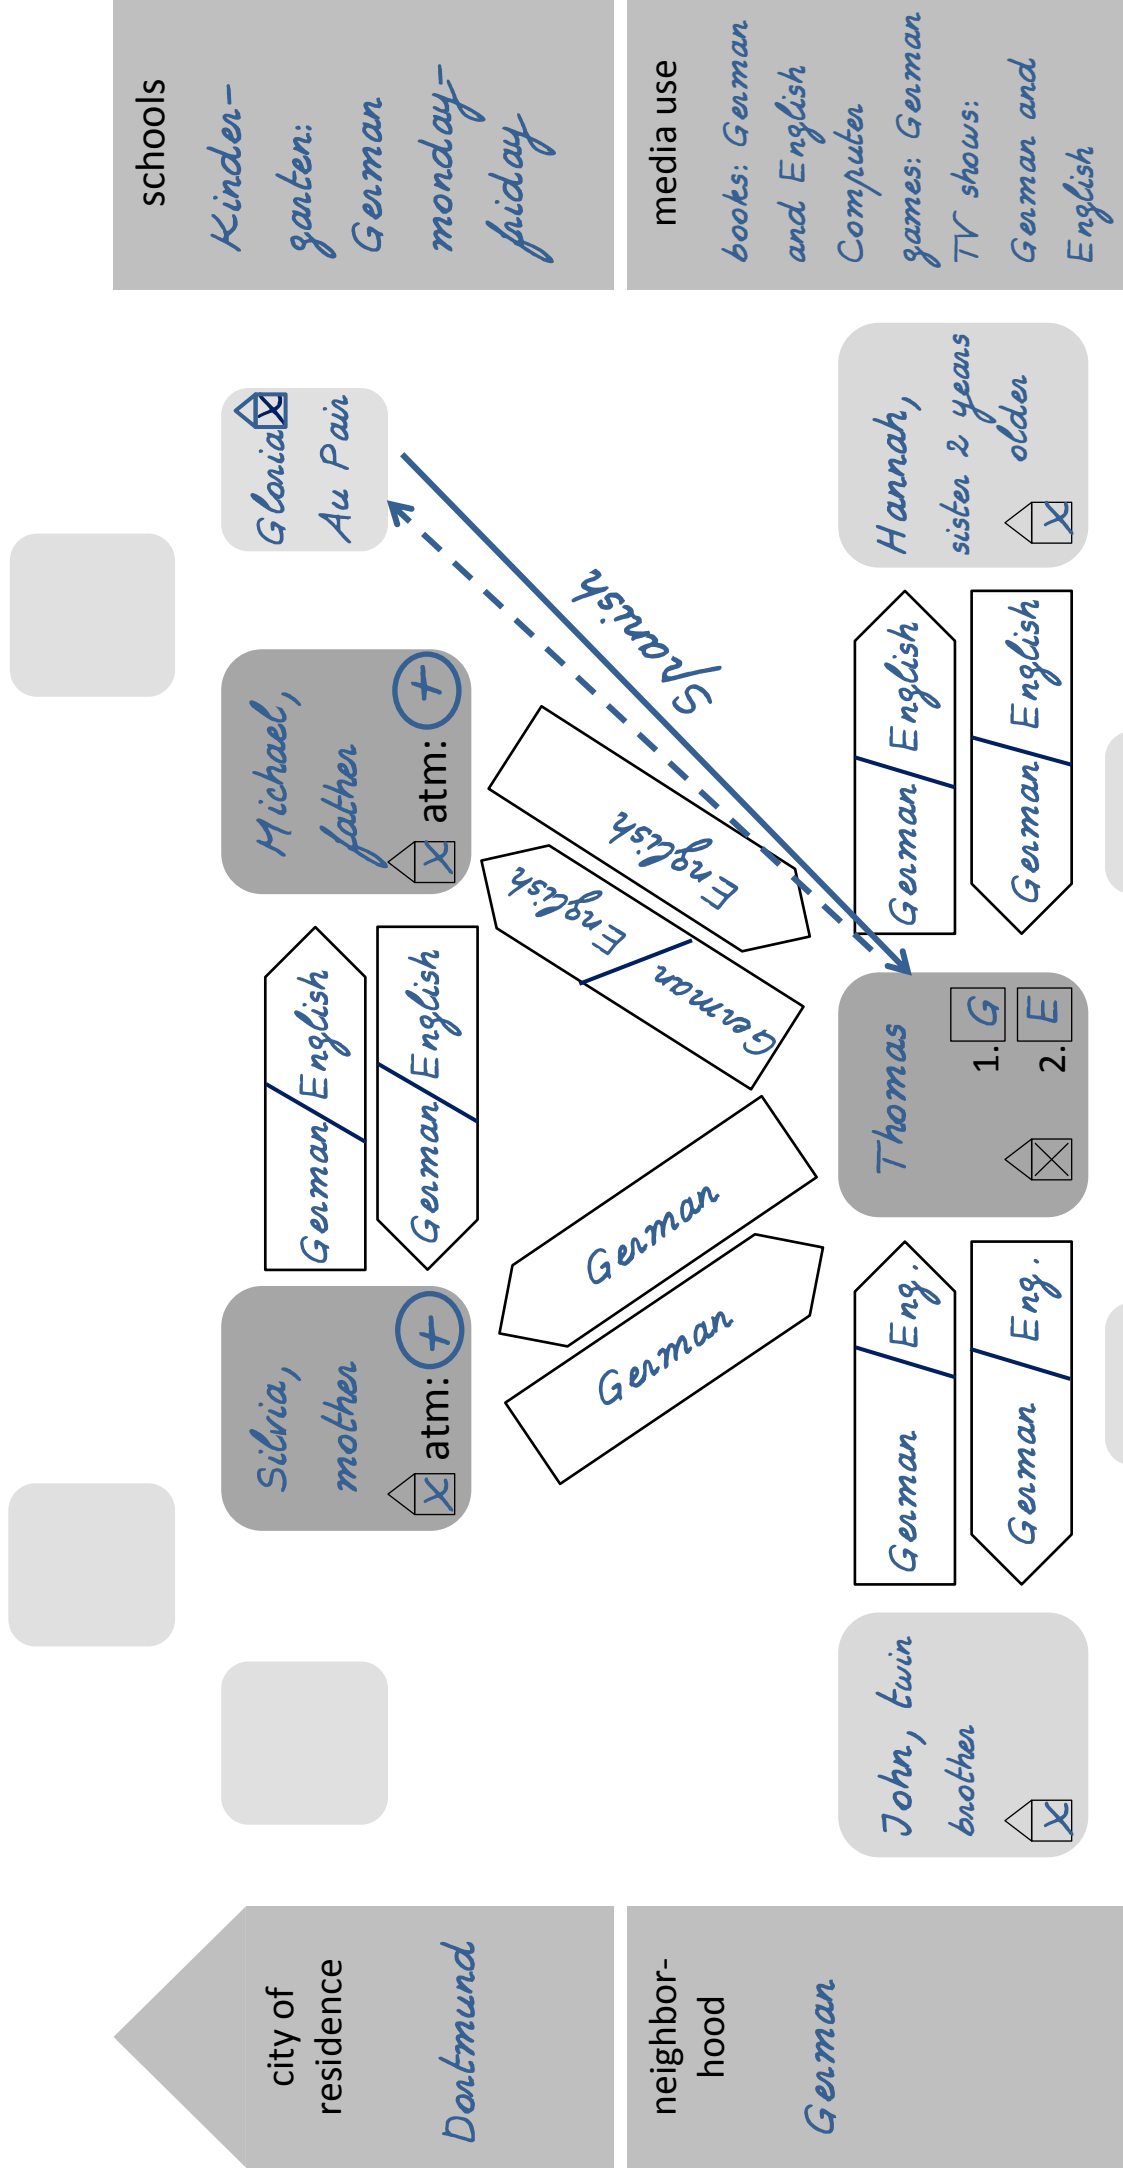 city of
residence
Dortmund
neighbor-
hood
German
Silvia,
mother
atm: +
X
German English
German English
Michael,
father
atm: +
X
Gloria
X
Au Pair
schools
Kinder-
garten:
German
monday-
friday
German
German
German English
English
Spanish
John, twin
brother
X
German Eng.
German Eng.
Thomas
1. G
2. E
German English
German English
Hannah,
sister 2 years
older
X
media use
books: German
and English
Computer
games: German
TV shows:
German and
English